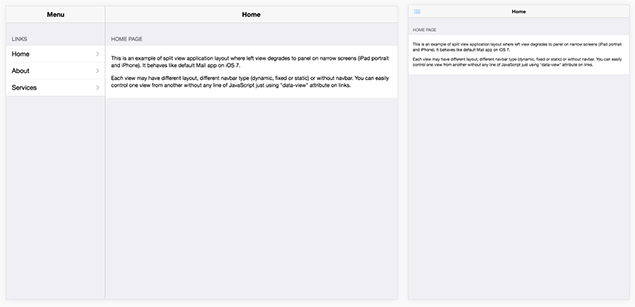 Menu
LINKS
Home
About
Services
Home
HOME PAGE
This is an example of split view application layout where left view degrades to panel on narrow screens (iPad portrait
and iPhone). It behaves like default Mail app on iOS 7.
Each view may have different layout, different navbar type (dynamic, fixed or static) or without navbar. You can easily
control one view from another without any line of JavaScript just using "data-view" attribute on links.
Home
HOME PAGE
This is an example of split view application layout where left view degrades to panel on narrow screens (iPad portrait
and iPhone). It behaves like default Mail app on iOS 7.
Each view may have different layout, different navbar type (dynamic, fixed or static) or without navbar. You can easily
control one view from another without any line of JavaScript just using "data-view" attribute on links.